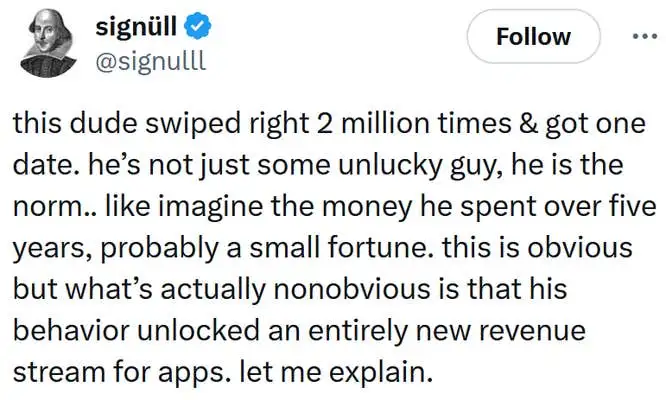 signüll
@signulll
Follow
this dude swiped right 2 million times & got one
date. he’s not just some unlucky guy, he is the
norm.. like imagine the money he spent over five
years, probably a small fortune. this is obvious
but what’s actually nonobvious is that his
behavior unlocked an entirely new revenue
stream for apps. let me explain.